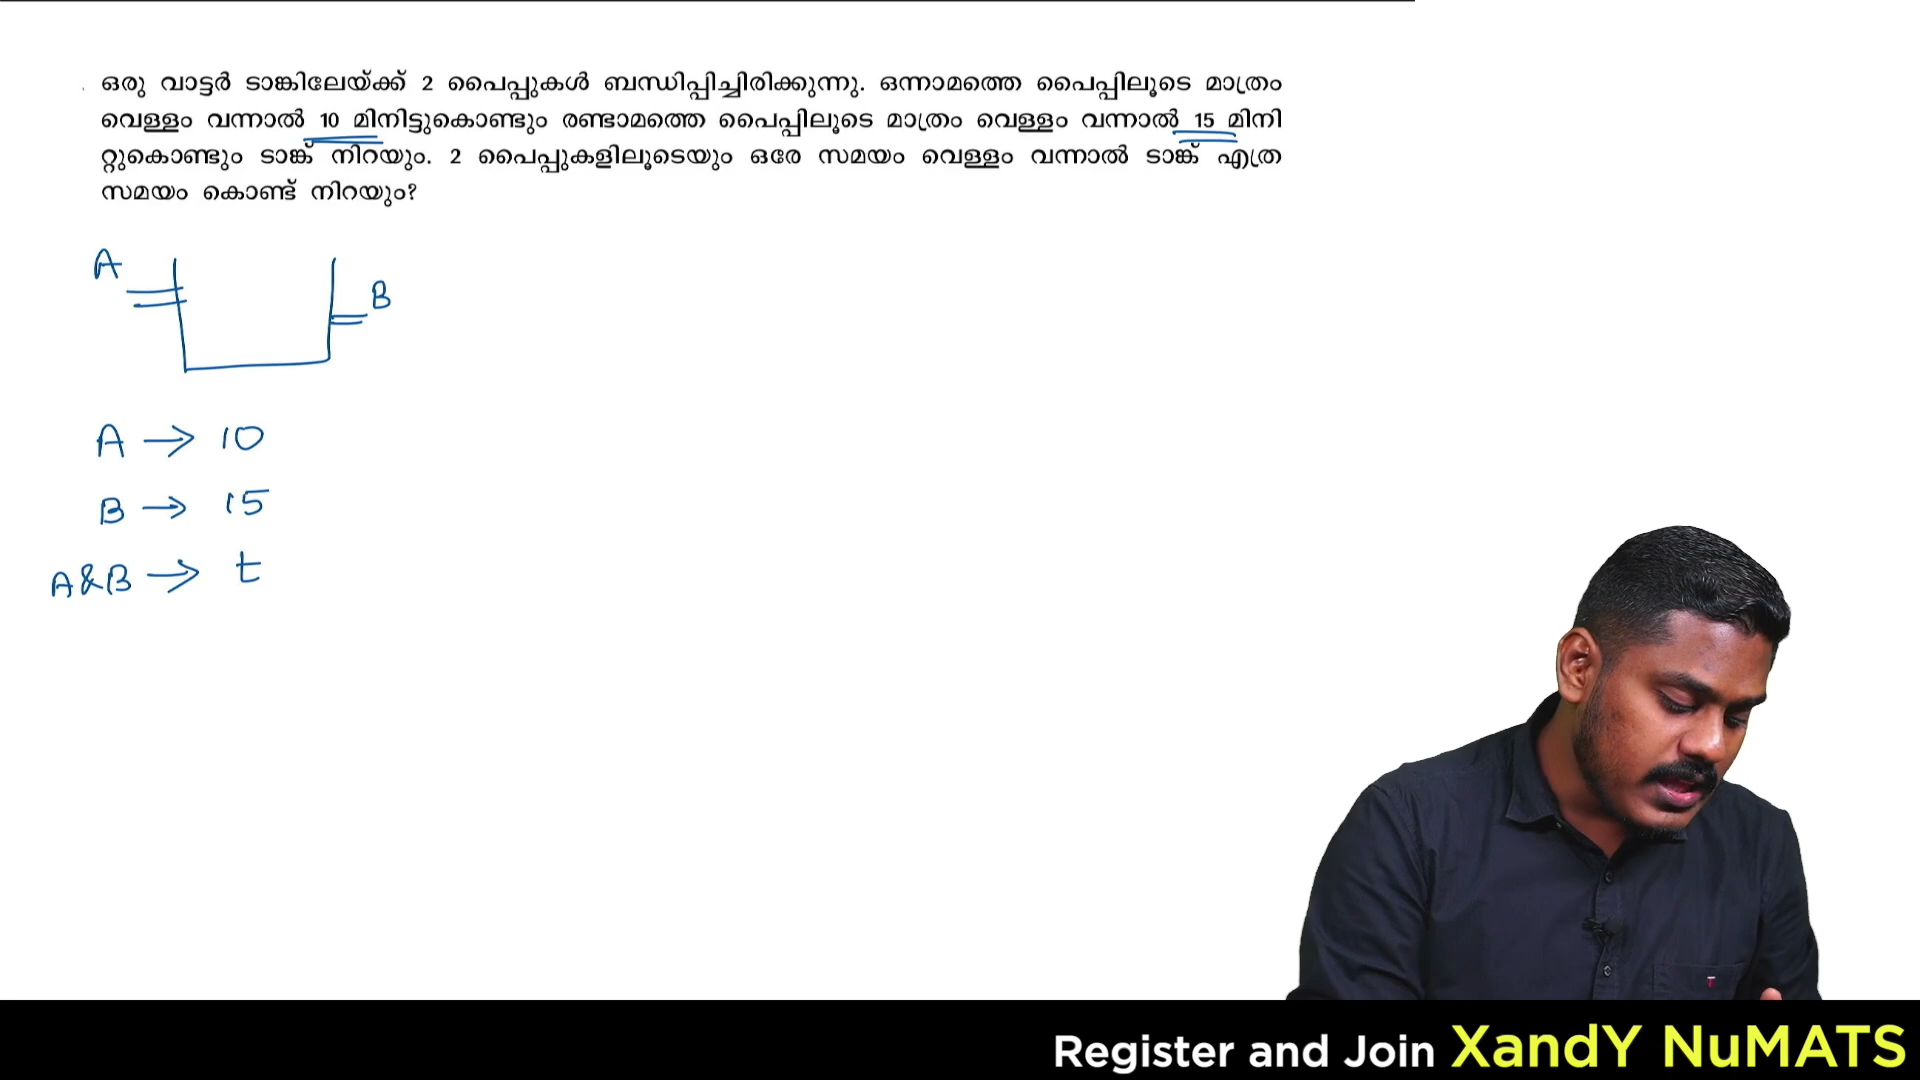 ഒരു വാട്ടർ ടാങ്കിലേയ്ക്ക് 2 പൈപ്പുകൾ ബന്ധിപ്പിച്ചിരിക്കുന്നു. ഒന്നാമത്തെ പൈപ്പിലൂടെ മാത്രം
വെള്ളം വന്നാൽ 10 മിനിട്ടുകൊണ്ടും രണ്ടാമത്തെ പൈപ്പിലൂടെ മാത്രം വെള്ളം വന്നാൽ 15 മിനി
റ്റുകൊണ്ടും ടാങ്ക് നിറയും. 2 പൈപ്പുകളിലൂടെയും ഒരേ സമയം വെള്ളം വന്നാൽ ടാങ്ക് എത്ര
സമയം കൊണ്ട് നിറയും?
A
B
A → 10
B → 15
A&B → t
Register and Join XandY NuMATS